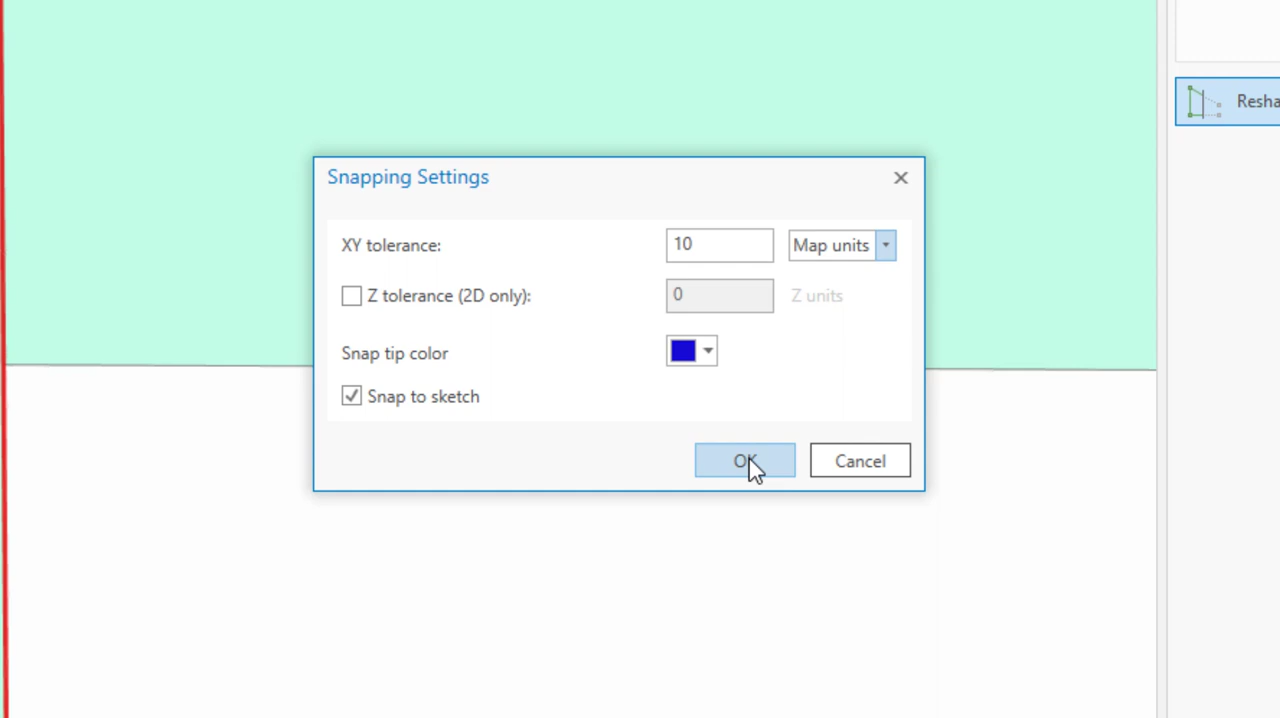 Resha
Snapping Settings
XY tolerance: 10 Map units
Z tolerance (2D only): 0 Z units
Snap tip color
Snap to sketch
OK Cancel